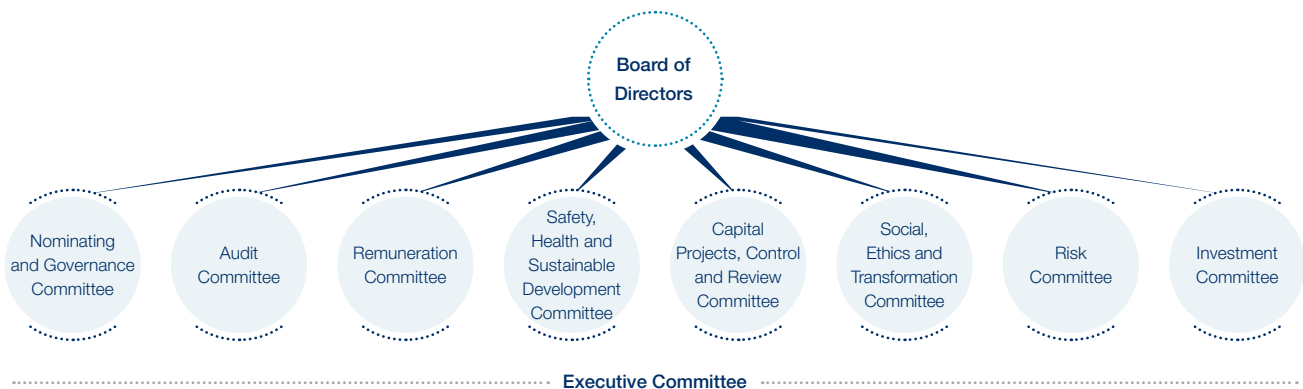 Board of
Directors
Nominating
and Governance
Committee
Audit
Committee
Remuneration
Committee
Safety,
Health and
Sustainable
Development
Committee
Capital
Projects, Control
and Review
Committee
Social,
Ethics and
Transformation
Committee
Risk
Committee
Investment
Committee
Executive Committee